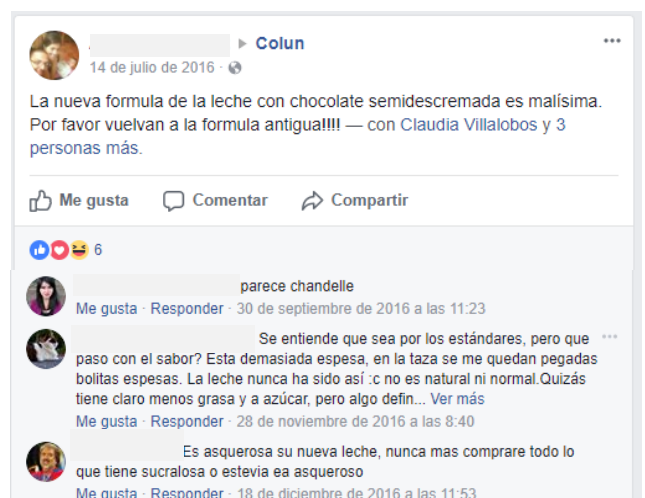 Colun
14 de julio de 2016 ·
La nueva formula de la leche con chocolate semidescremada es malísima.
Por favor vuelvan a la formula antigua!!!! — con Claudia Villalobos y 3
personas más.
Me gusta Comentar Compartir
6
parece chandelle
Me gusta · Responder · 30 de septiembre de 2016 a las 11:23
Se entiende que sea por los estándares, pero que
paso con el sabor? Esta demasiada espesa, en la taza se me quedan pegadas
bolitas espesas. La leche nunca ha sido así :c no es natural ni normal.Quizás
tiene claro menos grasa y a azúcar, pero algo defin... Ver más
Me gusta · Responder · 28 de noviembre de 2016 a las 8:40
Es asquerosa su nueva leche, nunca mas comprare todo lo
que tiene sucralosa o estevia ea asqueroso
Me gusta · Responder · 18 de diciembre de 2016 a las 11:53